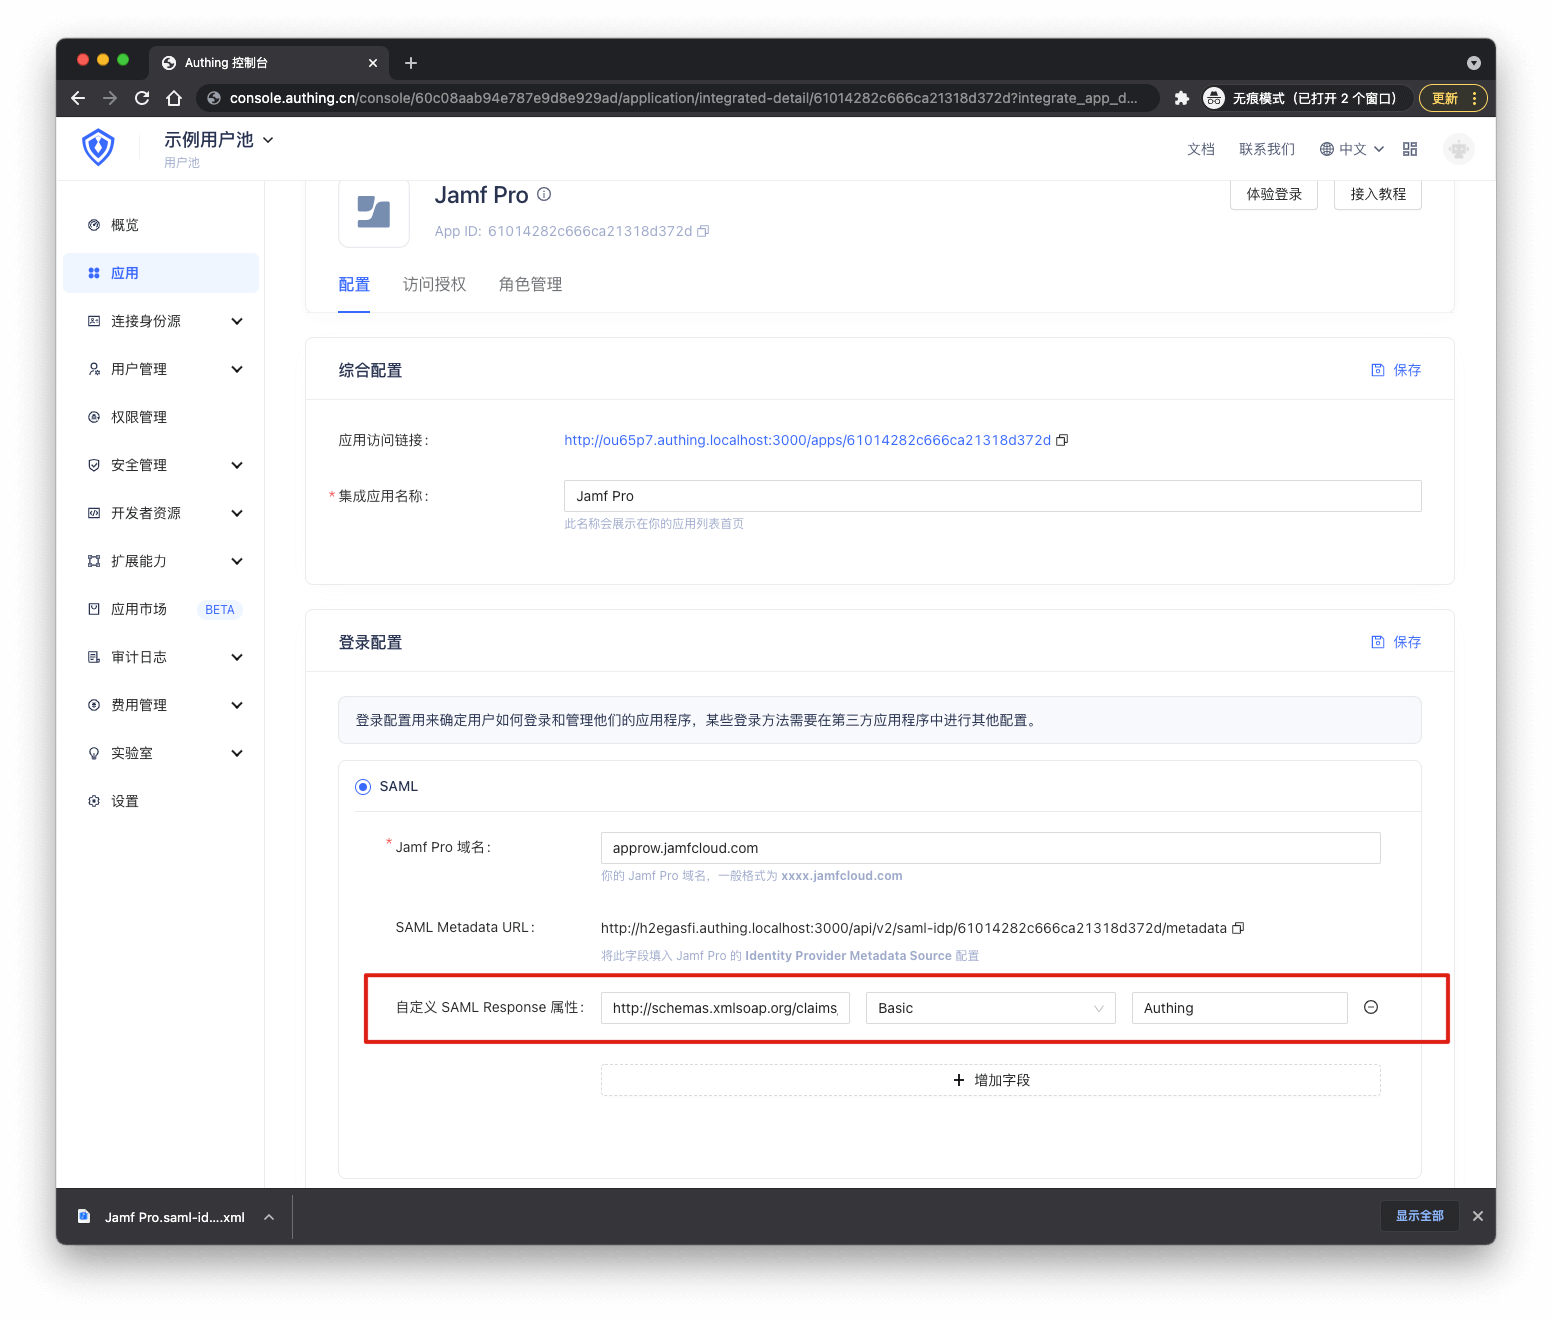 Authing 控制台
console.authing.cn/console/60c08aab94e787e9d8e929ad/application/integrated-detail/61014282c666ca21318d372d?integrate_app_d...
无痕模式（已打开 2 个窗口）
更新
示例用户池
用户池
文档
联系我们
中文
概览
应用
连接身份源
用户管理
权限管理
安全管理
开发者资源
扩展能力
应用市场 BETA
审计日志
费用管理
实验室
设置
Jamf Pro
App ID: 61014282c666ca21318d372d
体验登录
接入教程
配置
访问授权
角色管理
综合配置
保存
应用访问链接：
http://ou65p7.authing.localhost:3000/apps/61014282c666ca21318d372d
* 集成应用名称：
Jamf Pro
此名称会展示在你的应用列表首页
登录配置
保存
登录配置用来确定用户如何登录和管理他们的应用程序，某些登录方法需要在第三方应用程序中进行其他配置。
SAML
* Jamf Pro 域名：
approw.jamfcloud.com
你的 Jamf Pro 域名，一般格式为 xxxx.jamfcloud.com
SAML Metadata URL：
http://h2egasfi.authing.localhost:3000/api/v2/saml-idp/61014282c666ca21318d372d/metadata
将此字段填入 Jamf Pro 的 Identity Provider Metadata Source 配置
自定义 SAML Response 属性：
http://schemas.xmlsoap.org/claims
Basic
Authing
+ 增加字段
Jamf Pro.saml-id....xml
显示全部